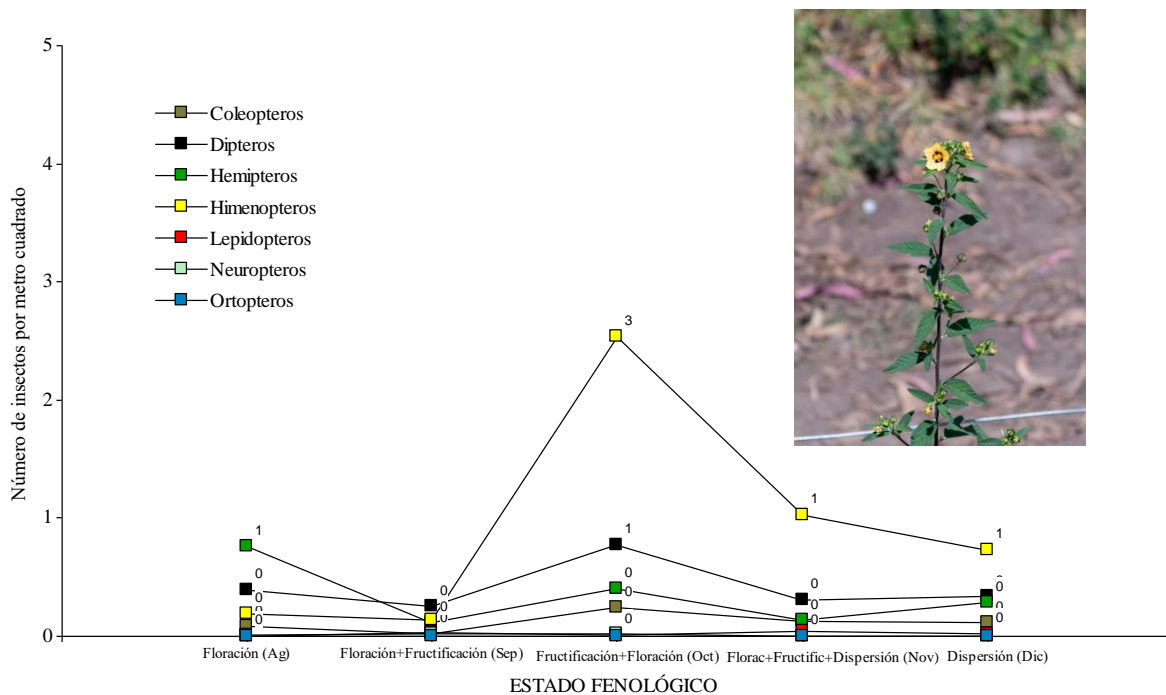 Número de insectos por metro cuadrado
5
4
3
2
1
0
Coleopteros
Dipteros
Hemipteros
Himenopteros
Lepidopteros
Neuropteros
Ortopteros
1
0
0
0
0
0
0
3
1
0
0
0
1
0
0
0
1
0
0
0
Floración (Ag)
Floración+Fructificación (Sep)
Fructificación+Floración (Oct)
Florac+Fructific+Dispersión (Nov)
Dispersión (Dic)
ESTADO FENOLÓGICO